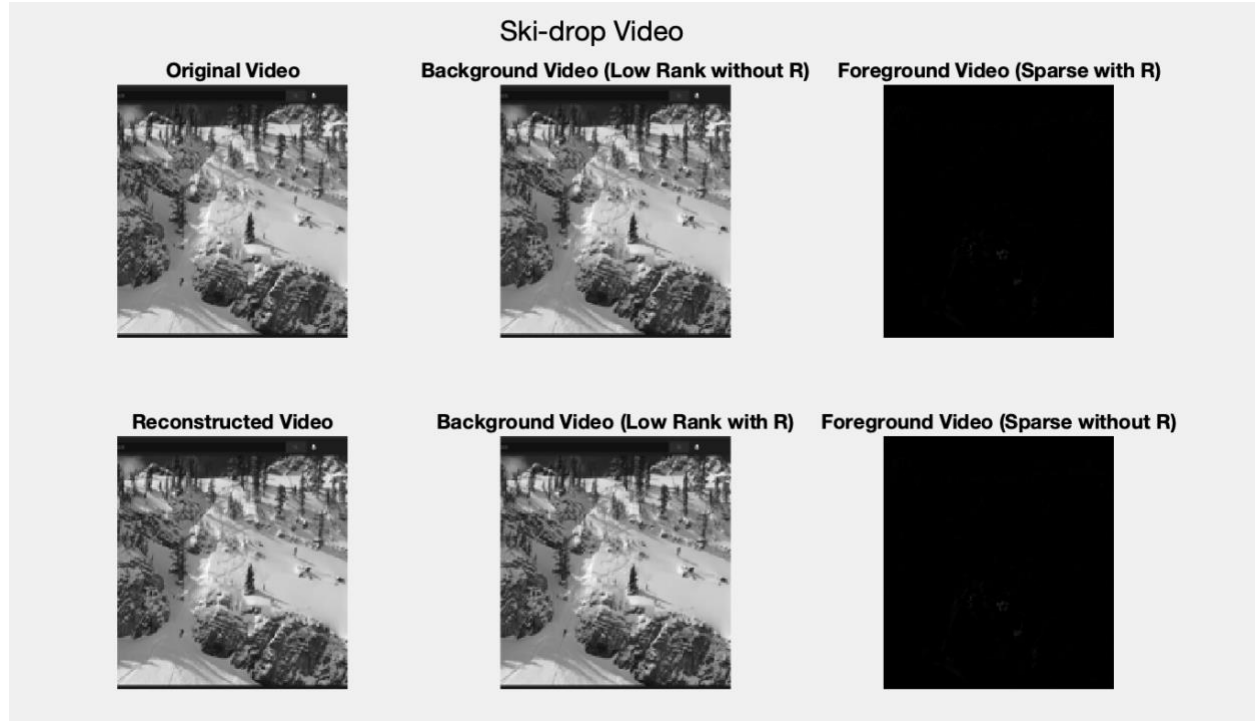 Ski-drop Video
Original Video
Background Video (Low Rank without R)
Foreground Video (Sparse with R)
Reconstructed Video
Background Video (Low Rank with R)
Foreground Video (Sparse without R)